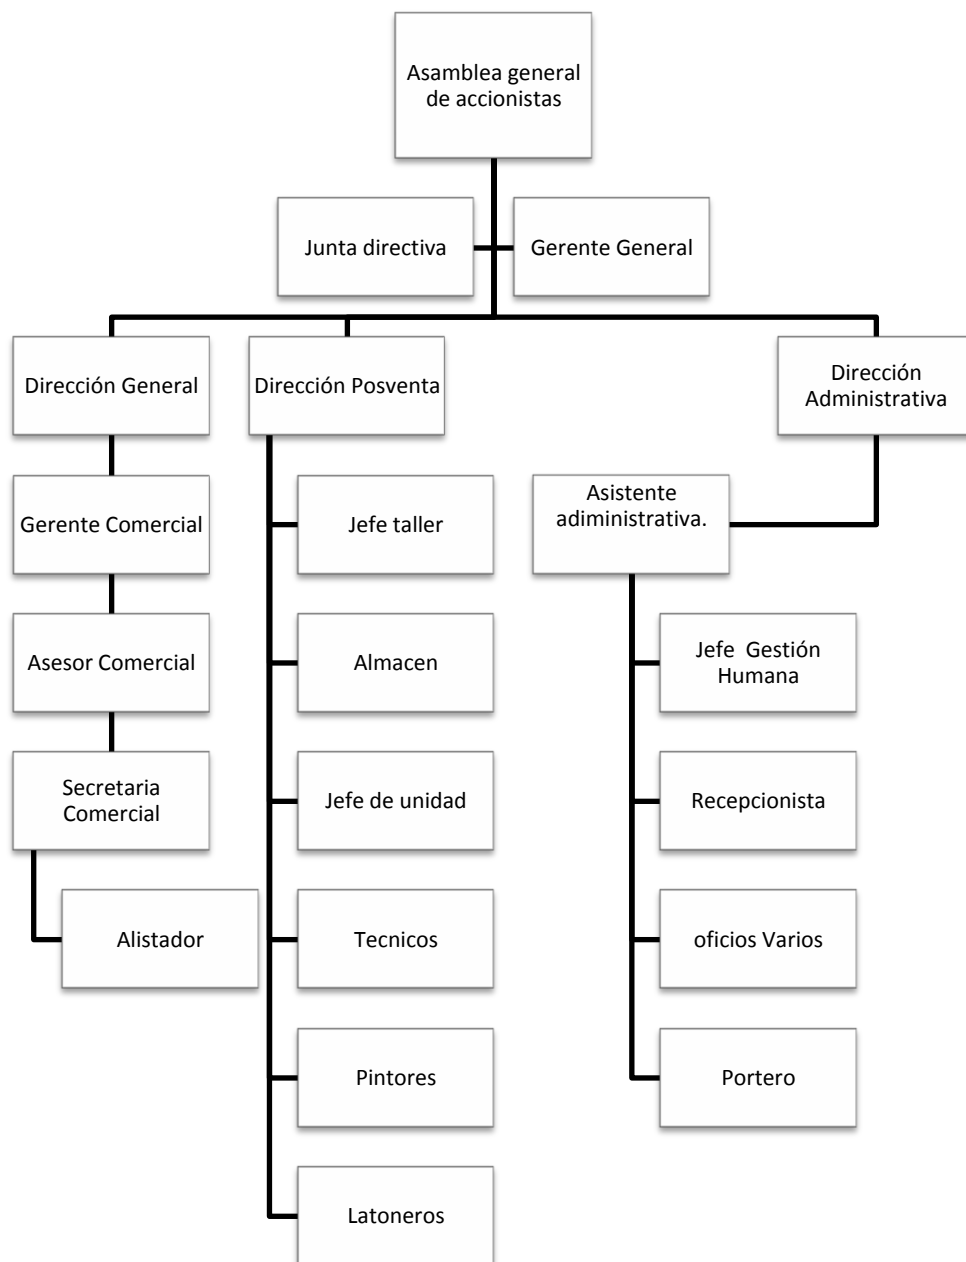 Asamblea general
de accionistas
Junta directiva
Gerente General
Dirección General
Dirección Posventa
Dirección
Administrativa
Gerente Comercial
Jefe taller
Asistente
adiministrativa.
Asesor Comercial
Almacen
Jefe  Gestión
Humana
Secretaria
Comercial
Jefe de unidad
Recepcionista
Alistador
Tecnicos
oficios Varios
Pintores
Portero
Latoneros